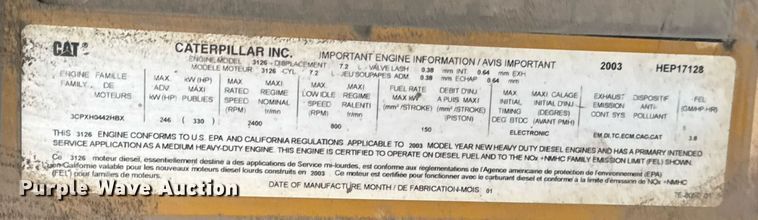 CAT
CATERPILLAR INC.
IMPORTANT ENGINE INFORMATION / AVIS IMPORTANT
2003
HEP17128
ENGINE MODEL 3126 - DISPLACEMENT 7.2 L - VALVE LASH 0.38 mm INT. 0.64 mm EXH.
MODELE MOTEUR 3126 - CYL. 7.2 L - JEU SOUPAPES ADM. 0.38 mm ECHAP 0.64 mm
ENGINE FAMILLE
FAMILY DE
MOTEURS
MAX. kW (HP)
ADV MAXI
kW (HP) PUBLIES
MAX MAXI
RATED REGIME
SPEED NOMINAL
(RPM) (tr/mn)
MAX MAXI
LOW IDLE REGIME
SPEED RALENTI
(RPM) (tr/mn)
FUEL RATE DEBIT D'INJ
MAX kW A PUIS MAXI
(mm³ /STROKE) (mm³ /STROKE)
(PISTON)
MAX MAXI CALAGE
INITIAL INITIAL D'INJ
TIMING (DEGRES)
DEG BTDC (AVANT PMH)
EXHAUST DISPOSITIF
EMISSION ANTI-
CONT SYS. POLLUANT
FEL
(GM/HP-HR)
3CPXH0442HBX 246 ( 330 ) 2400 800 150 ELECTRONIC EM,DI,TC,ECM,CAC,CAT 3.8
THIS 3126 ENGINE CONFORMS TO U.S. EPA AND CALIFORNIA REGULATIONS APPLICABLE TO 2003 MODEL YEAR NEW HEAVY DUTY DIESEL ENGINES AND HAS A PRIMARY INTENDED
SERVICE APPLICATION AS A MEDIUM HEAVY-DUTY ENGINE. THIS ENGINE IS CERTIFIED TO OPERATE ON DIESEL FUEL AND TO THE NOx +NMHC FAMILY EMISSION LIMIT (FEL) SHOWN.
Ce 3126 moteur diesel, essentiellement destiné à des applications de Service mi-lourdes, est conforme aux réglementations de l'Agence américaine de protection de l'environnement (EPA)
Californie valable pour les nouveaux moteurs diesel lourds construits en 2003 Ce moteur est certifié pour fonctionner avec le carburant diesel et conforme à la limite d'émission de NOx +NMHC
(FEL) pour familles de moteurs.
DATE OF MANUFACTURE MONTH / DE FABRICATION-MOIS 01
Purple Wave Auction